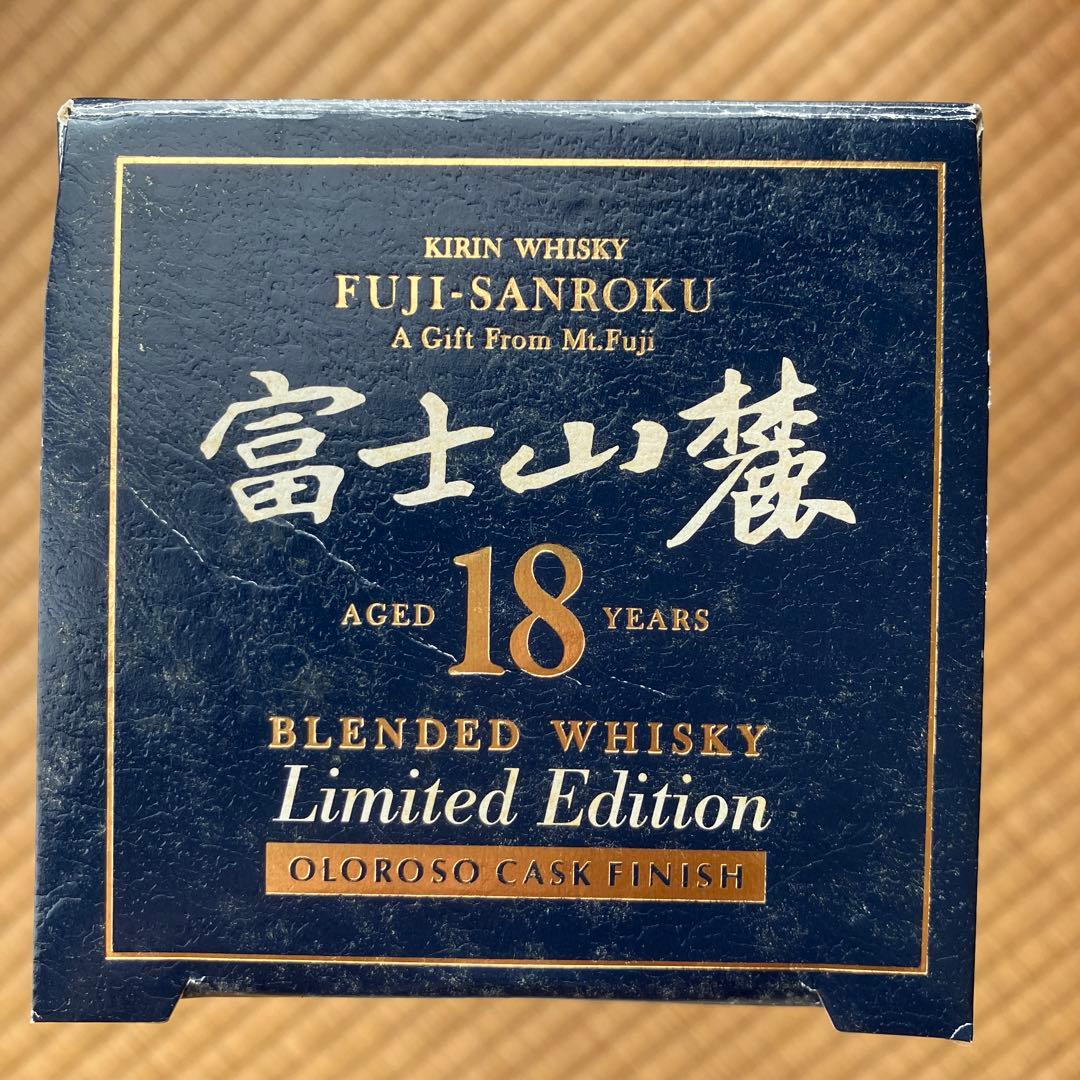 KIRIN WHISKY
FUJI-SANROKU
A Gift From Mt.Fuji
富士山麓
AGED 18 YEARS
BLENDED WHISKY
Limited Edition
OLOROSO CASK FINISH